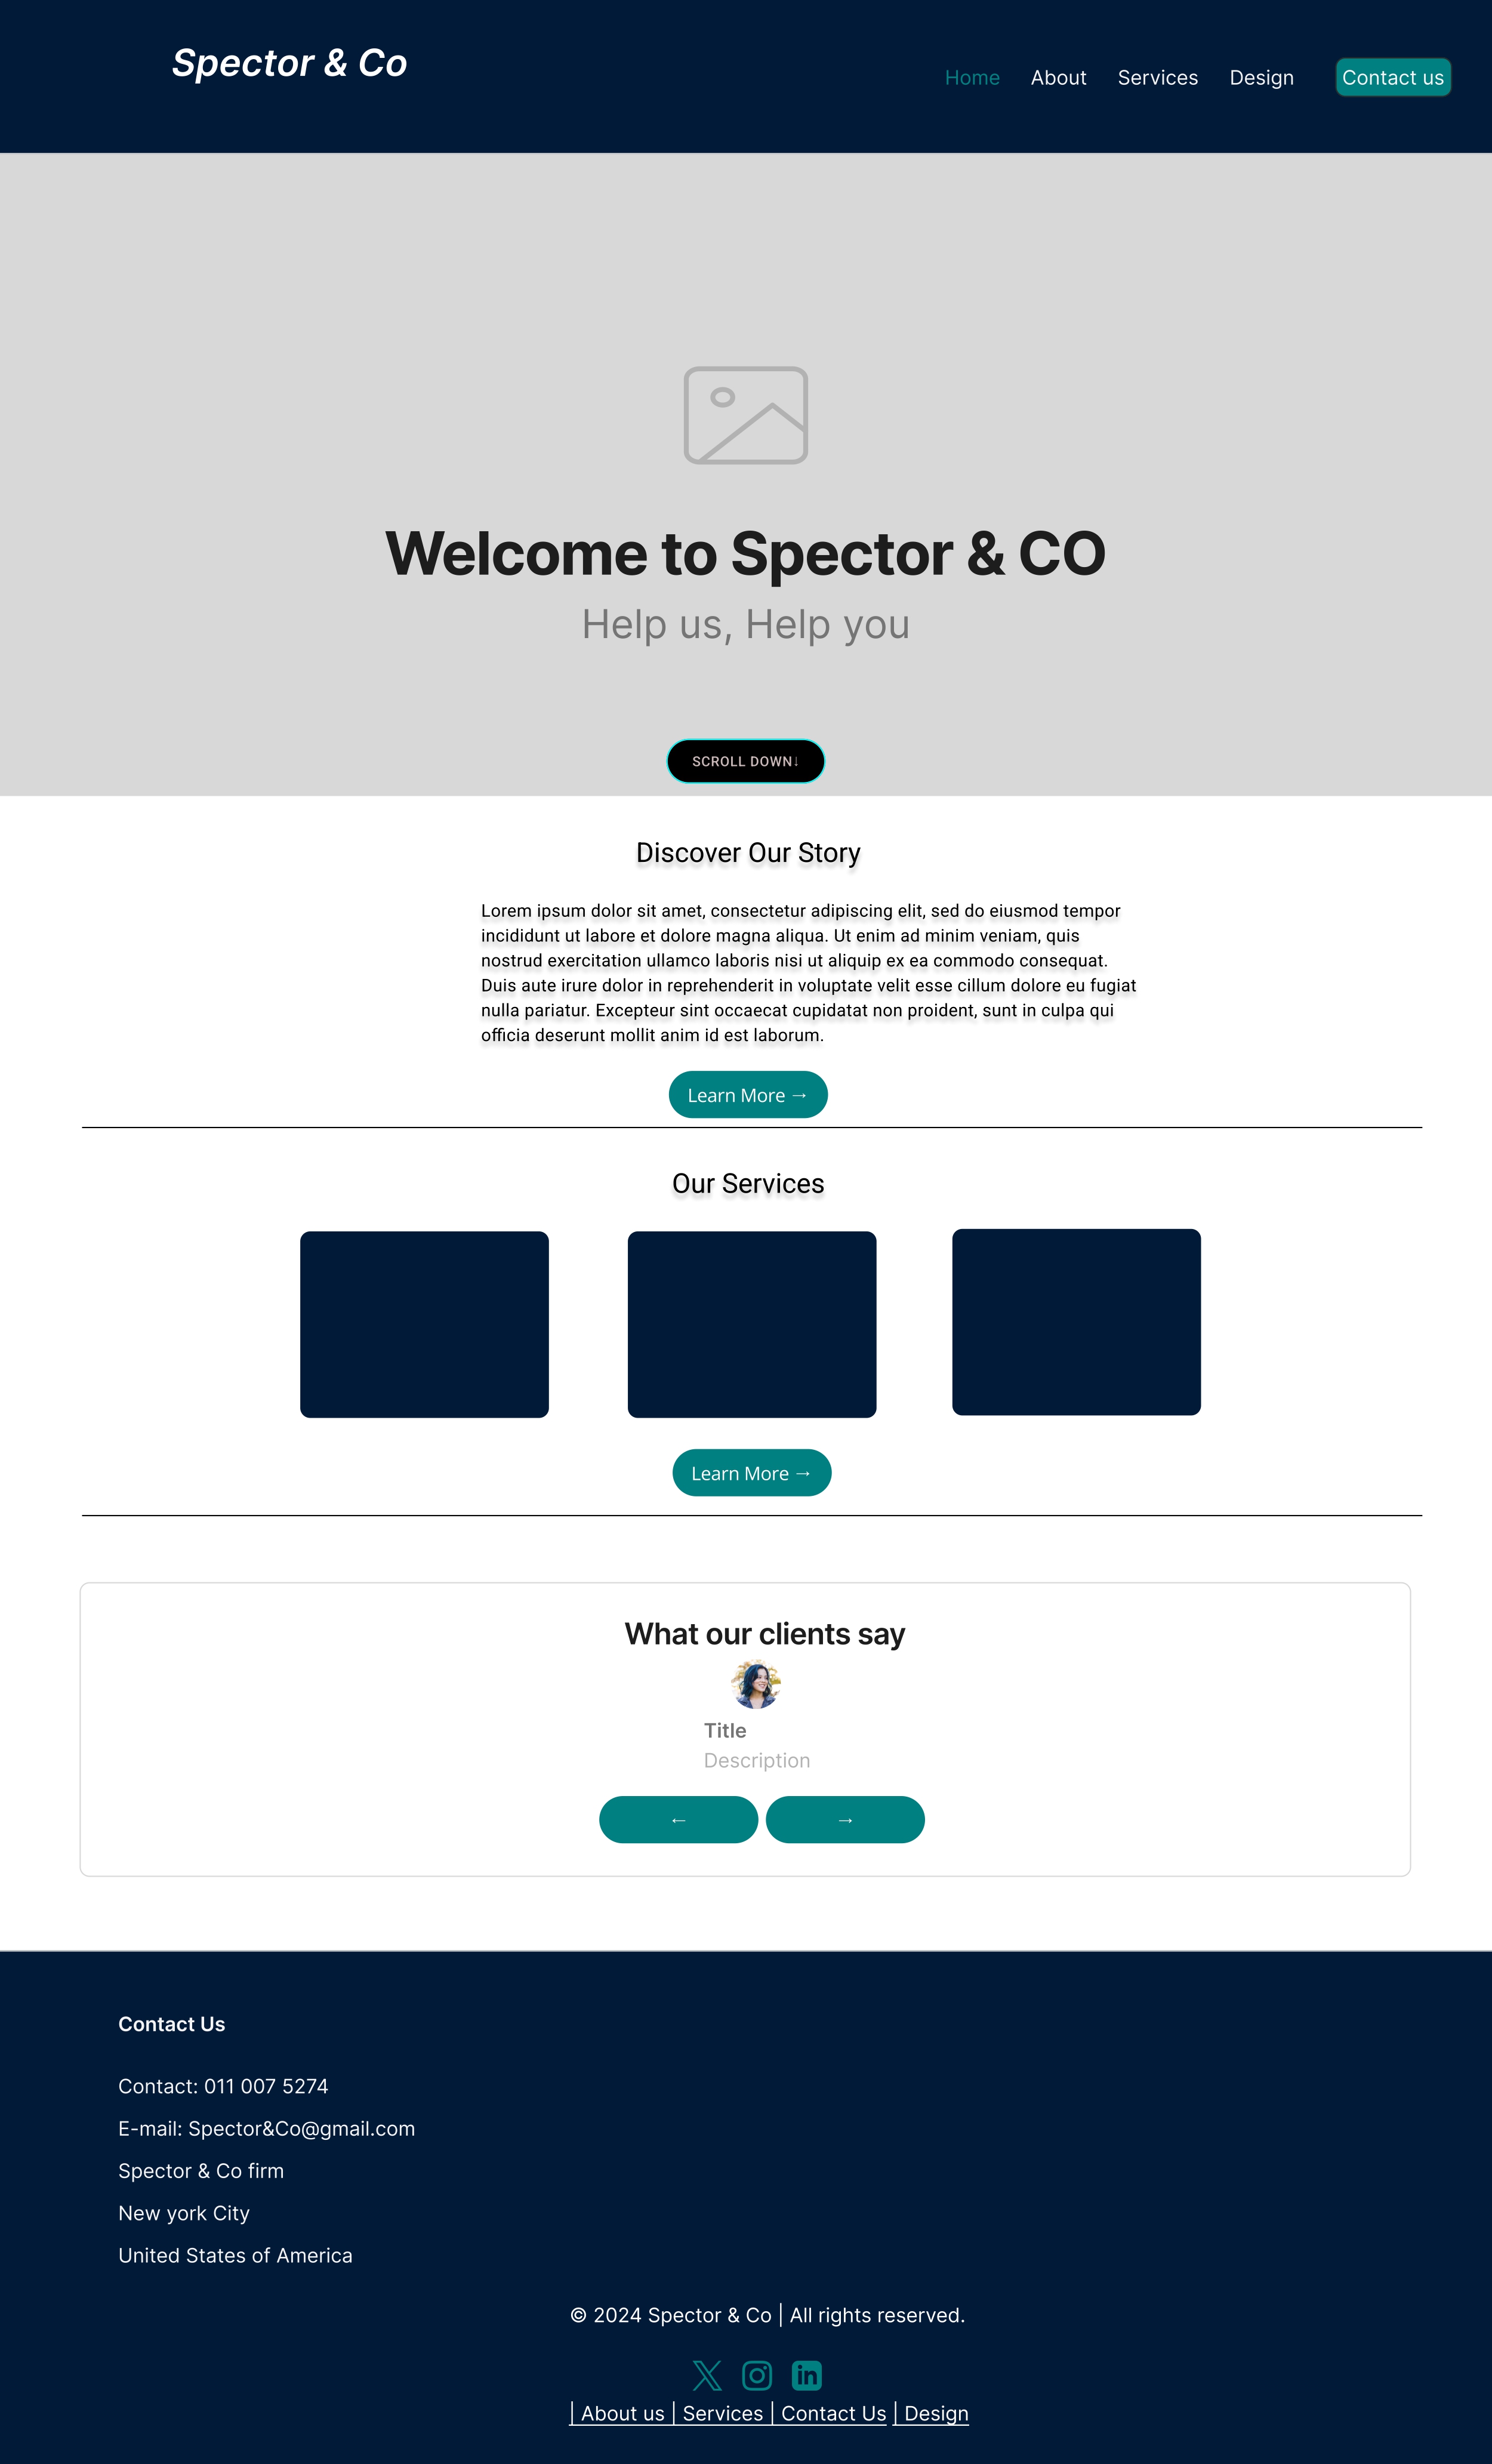 Spector & Co
Home About Services Design Contact us
Welcome to Spector & CO
Help us, Help you
SCROLL DOWN↓
Discover Our Story
Lorem ipsum dolor sit amet, consectetur adipiscing elit, sed do eiusmod tempor
incididunt ut labore et dolore magna aliqua. Ut enim ad minim veniam, quis
nostrud exercitation ullamco laboris nisi ut aliquip ex ea commodo consequat.
Duis aute irure dolor in reprehenderit in voluptate velit esse cillum dolore eu fugiat
nulla pariatur. Excepteur sint occaecat cupidatat non proident, sunt in culpa qui
officia deserunt mollit anim id est laborum.
Learn More →
Our Services
Learn More →
What our clients say
Title
Description
← →
Contact Us
Contact: 011 007 5274
E-mail: Spector&Co@gmail.com
Spector & Co firm
New york City
United States of America
© 2024 Spector & Co | All rights reserved.
in
| About us | Services | Contact Us | Design